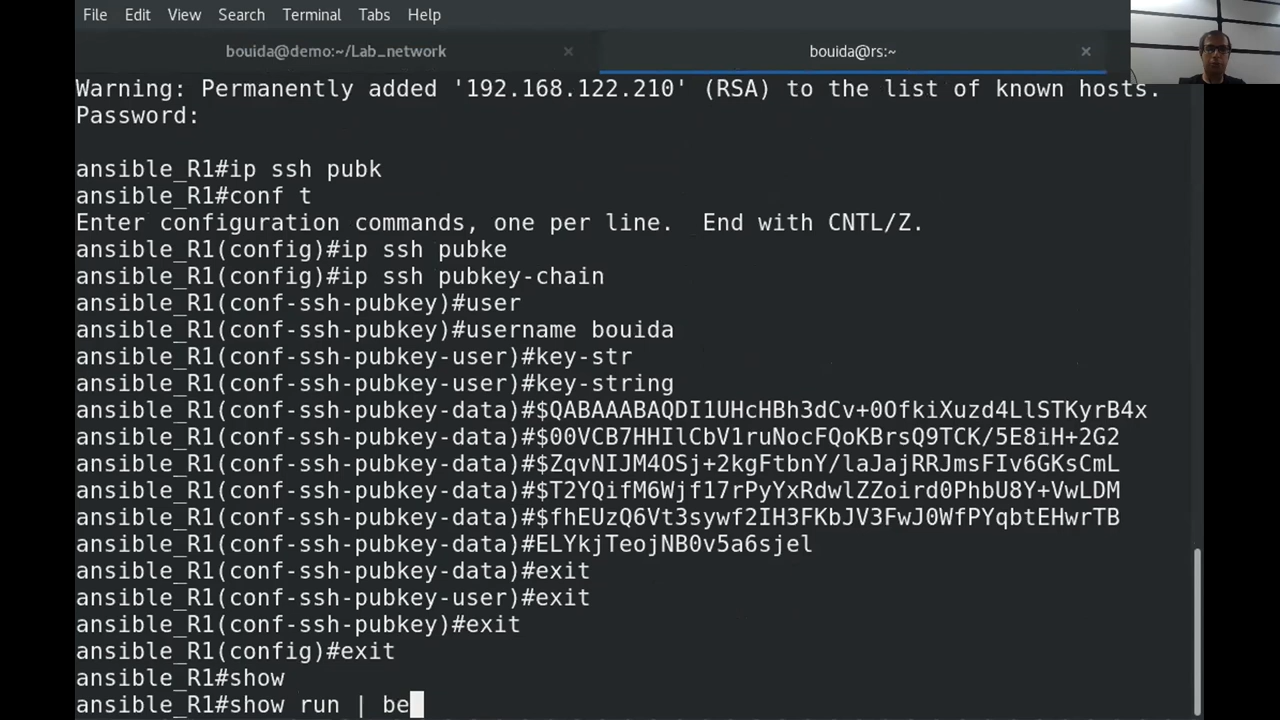 File Edit View Search Terminal Tabs Help
bouida@demo:~/Lab_network × bouida@rs:~ ×
Warning: Permanently added '192.168.122.210' (RSA) to the list of known hosts.
Password:
ansible_R1#ip ssh pubk
ansible_R1#conf t
Enter configuration commands, one per line.  End with CNTL/Z.
ansible_R1(config)#ip ssh pubke
ansible_R1(config)#ip ssh pubkey-chain
ansible_R1(conf-ssh-pubkey)#user
ansible_R1(conf-ssh-pubkey)#username bouida
ansible_R1(conf-ssh-pubkey-user)#key-str
ansible_R1(conf-ssh-pubkey-user)#key-string
ansible_R1(conf-ssh-pubkey-data)#$QABAAABAQDI1UHcHBh3dCv+0OfkiXuzd4LlSTKyrB4x
ansible_R1(conf-ssh-pubkey-data)#$00VCB7HHIlCbV1ruNocFQoKBrsQ9TCK/5E8iH+2G2
ansible_R1(conf-ssh-pubkey-data)#$ZqvNIJM4OSj+2kgFtbnY/laJajRRJmsFIv6GKsCmL
ansible_R1(conf-ssh-pubkey-data)#$T2YQifM6Wjf17rPyYxRdwlZZoird0PhbU8Y+VwLDM
ansible_R1(conf-ssh-pubkey-data)#$fhEUzQ6Vt3sywf2IH3FKbJV3FwJ0WfPYqbtEHwrTB
ansible_R1(conf-ssh-pubkey-data)#ELYkjTeojNB0v5a6sjel
ansible_R1(conf-ssh-pubkey-data)#exit
ansible_R1(conf-ssh-pubkey-user)#exit
ansible_R1(conf-ssh-pubkey)#exit
ansible_R1(config)#exit
ansible_R1#show
ansible_R1#show run | be